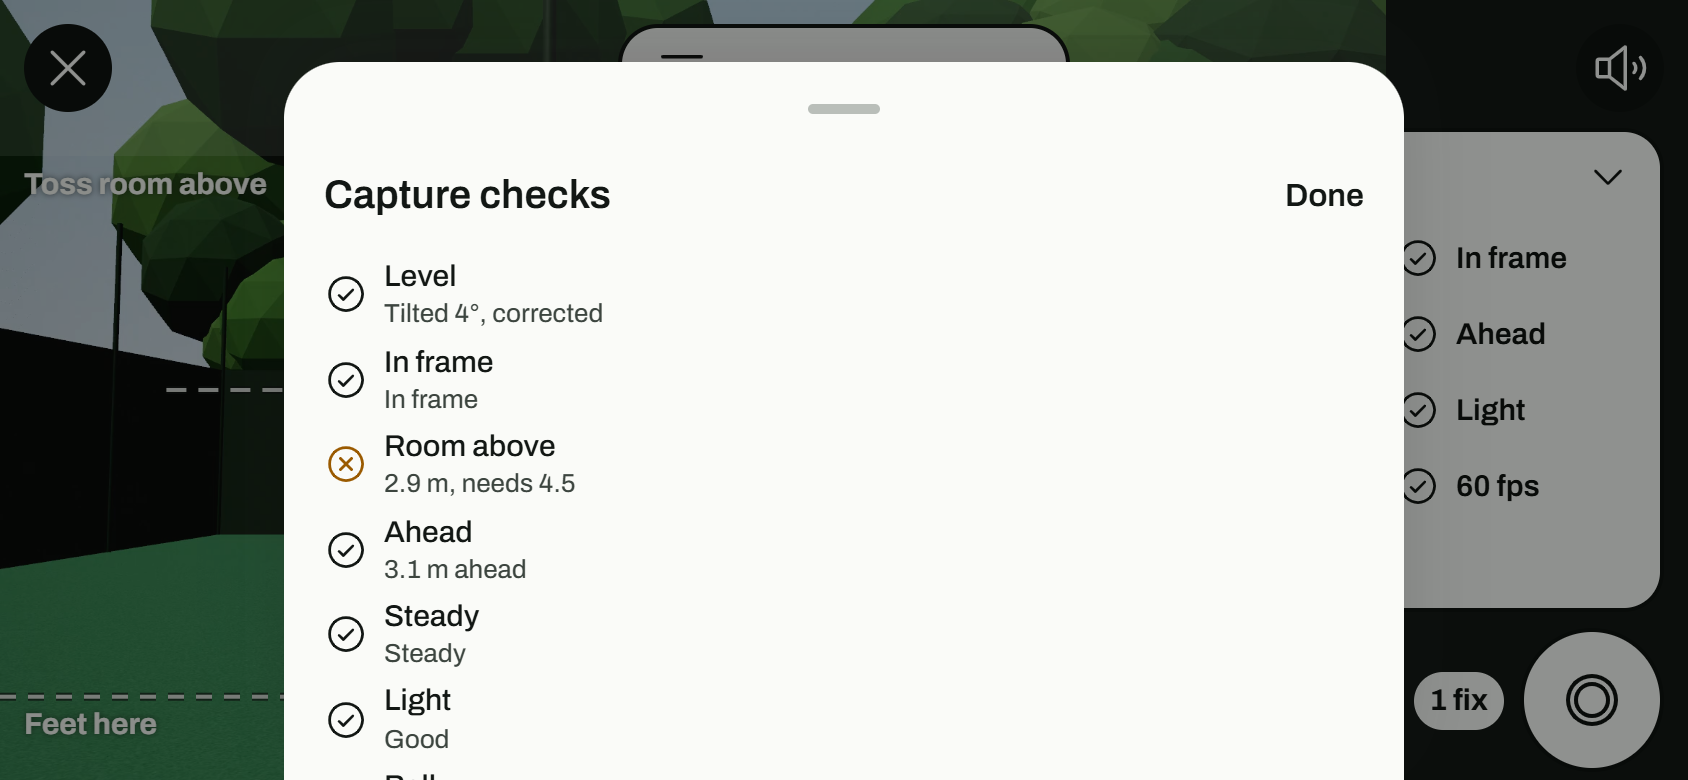 Toss room above
Capture checks
Done
Level
Tilted 4°, corrected
In frame
In frame
Room above
2.9 m, needs 4.5
Ahead
3.1 m ahead
Steady
Steady
Light
Good
In frame
Ahead
Light
60 fps
1 fix
Feet here